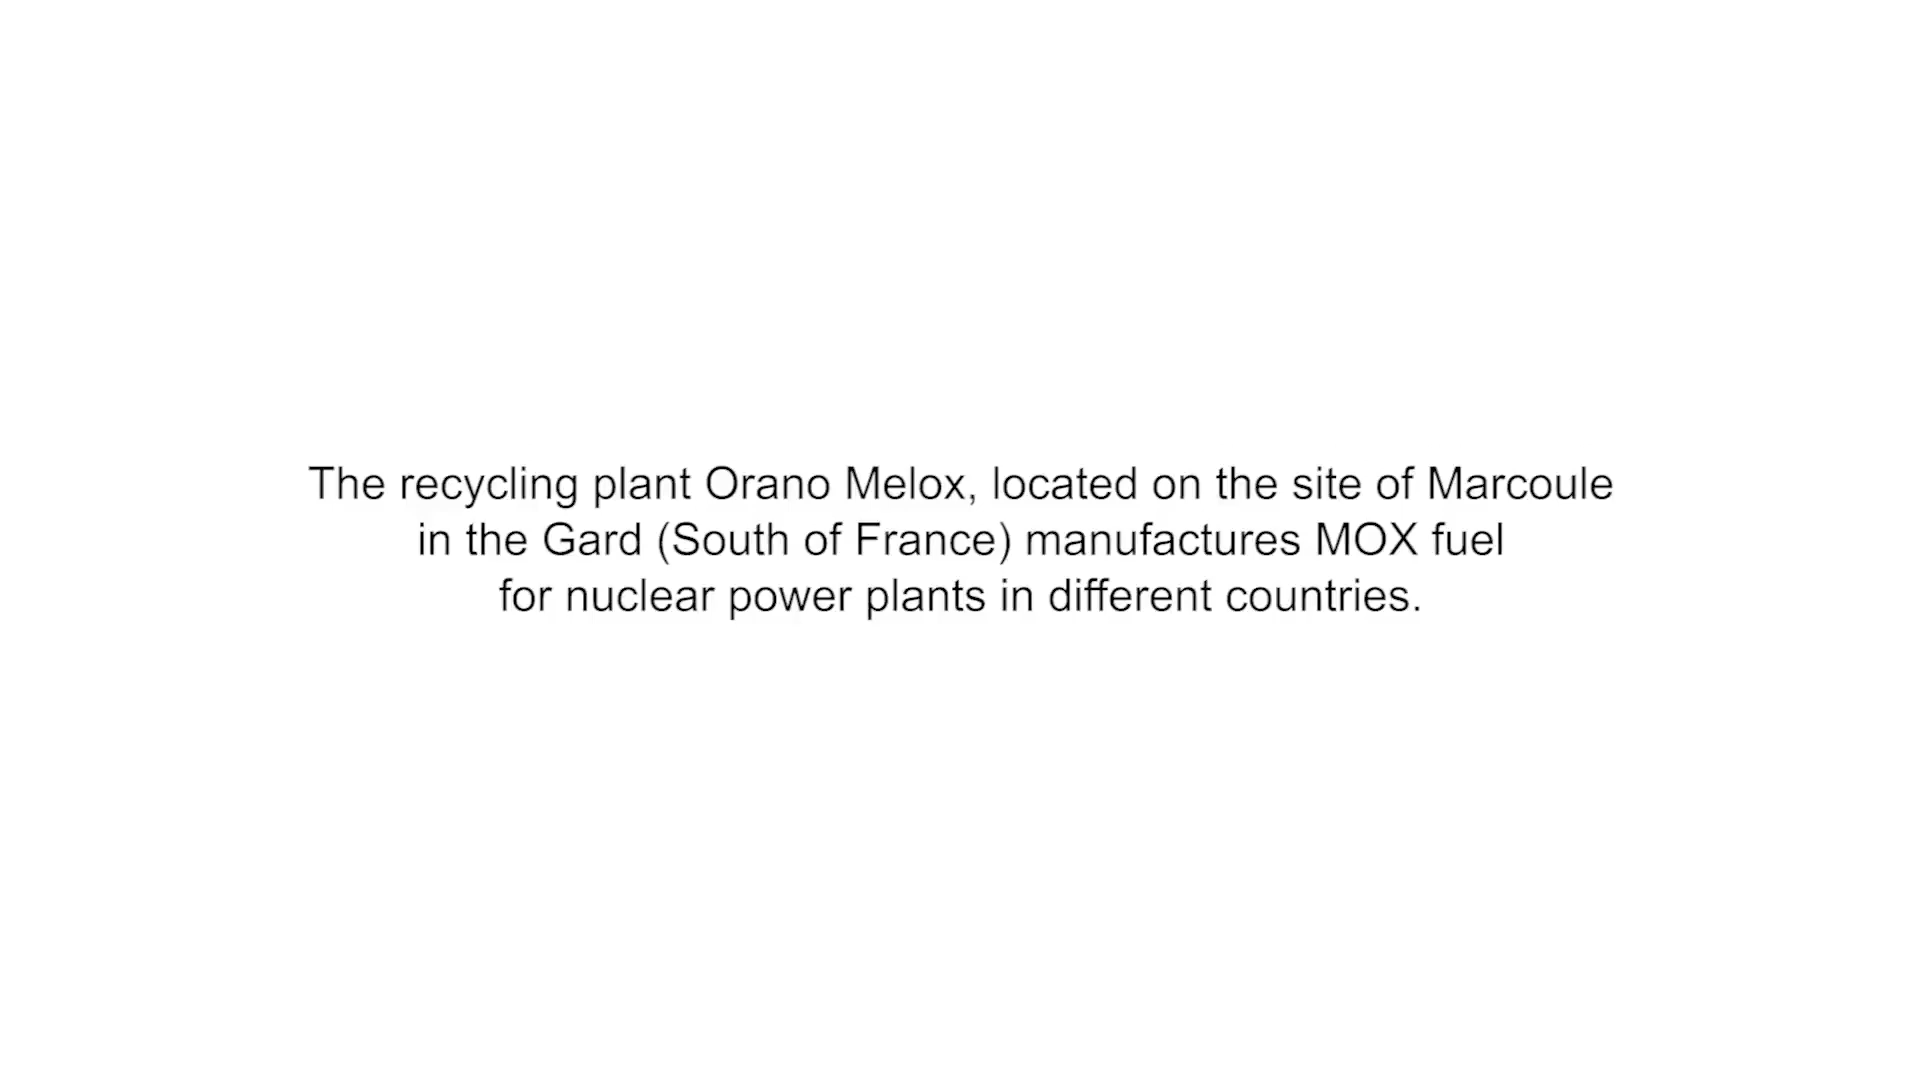 The recycling plant Orano Melox, located on the site of Marcoule
in the Gard (South of France) manufactures MOX fuel
for nuclear power plants in different countries.